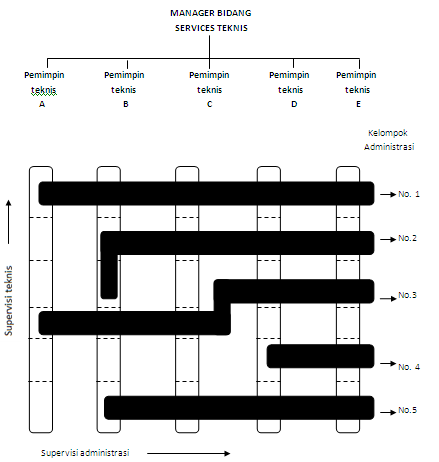 MANAGER BIDANG
SERVICES TEKNIS
Pemimpin teknis A
Pemimpin teknis B
Pemimpin teknis C
Pemimpin teknis D
Pemimpin teknis E
Kelompok
Administrasi
No. 1
No.2
No.3
No. 4
No.5
Supervisi teknis
Supervisi administrasi